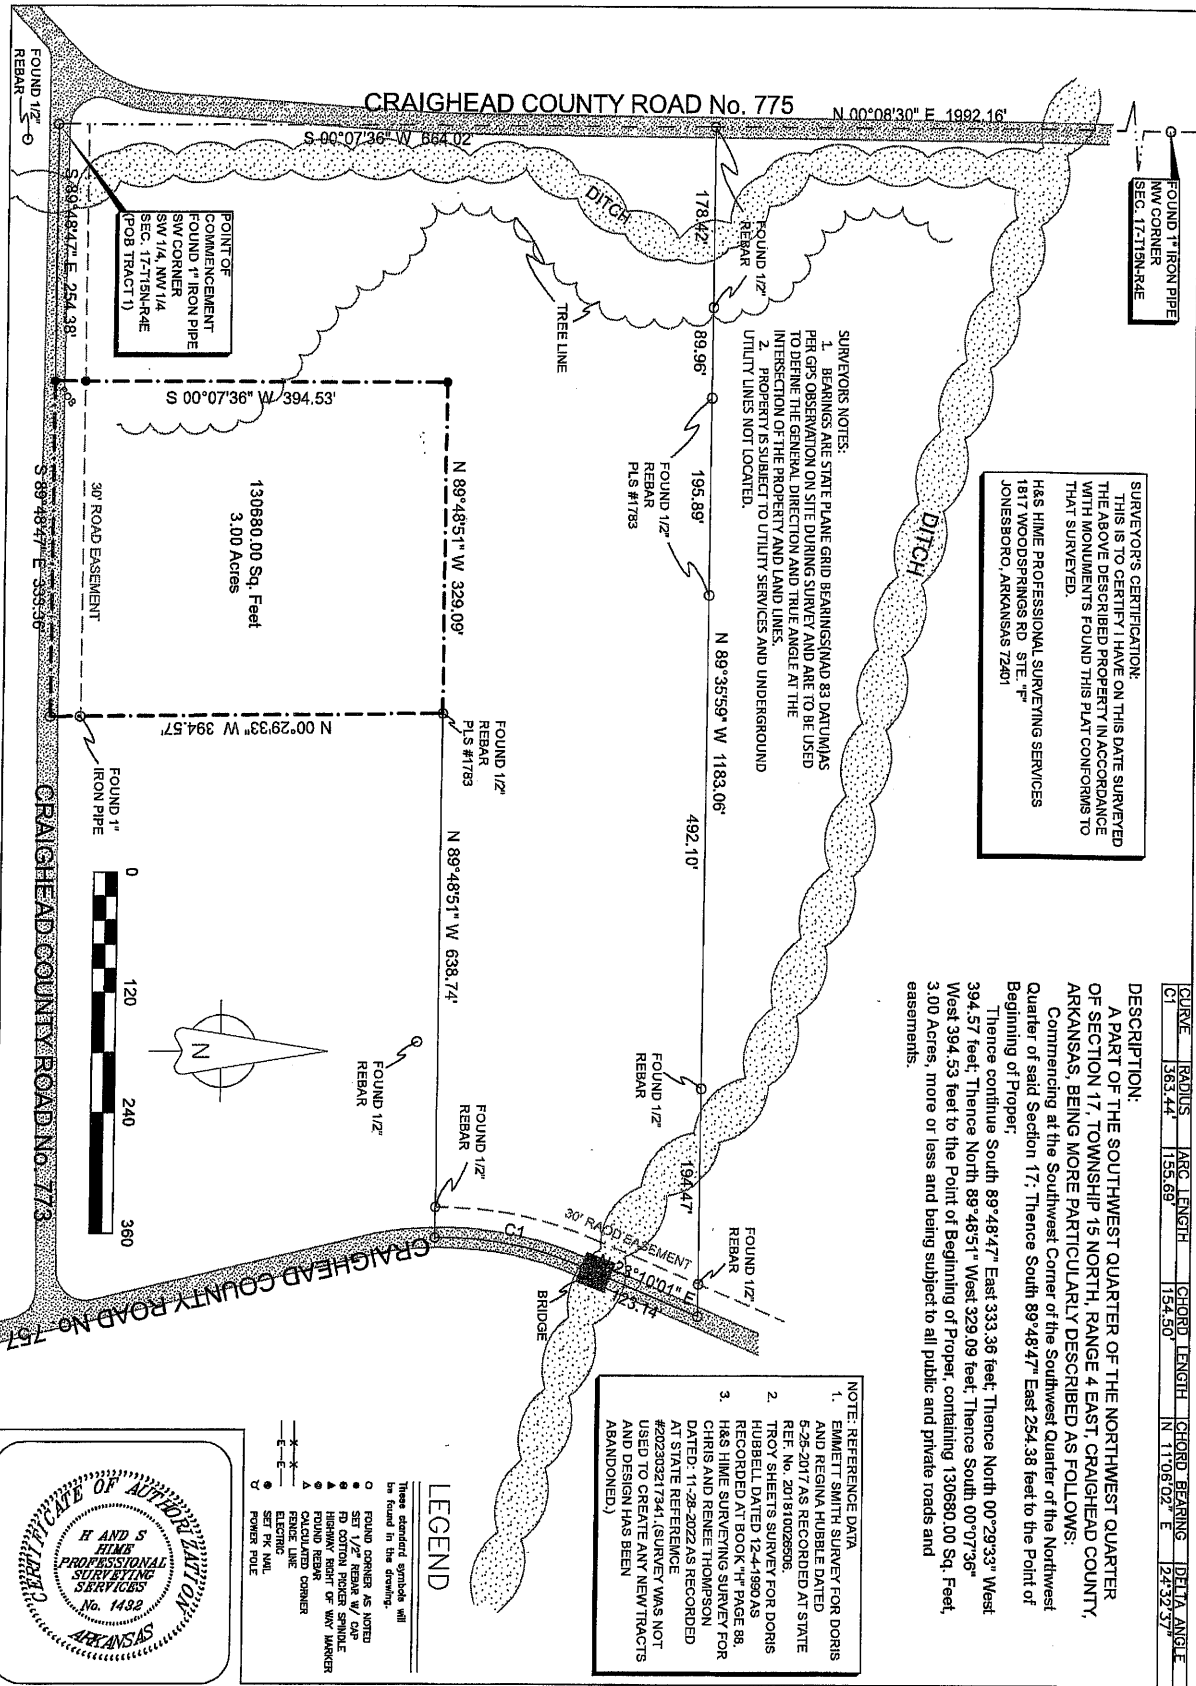 CURVE RADIUS ARC LENGTH CHORD LENGTH CHORD BEARING DELTA ANGLE
C1 363.44' 155.69' 154.50' N 11°06'02" E 24°32'37"
DESCRIPTION:
A PART OF THE SOUTHWEST QUARTER OF THE NORTHWEST QUARTER
OF SECTION 17, TOWNSHIP 15 NORTH, RANGE 4 EAST, CRAIGHEAD COUNTY,
ARKANSAS, BEING MORE PARTICULARLY DESCRIBED AS FOLLOWS:
Commencing at the Southwest Corner of the Southwest Quarter of the Northwest
Quarter of said Section 17; Thence South 89°48'47" East 254.38 feet to the Point of
Beginning of Proper;
Thence continue South 89°48'47" East 333.36 feet; Thence North 00°29'33" West
394.57 feet; Thence North 89°48'51" West 329.09 feet; Thence South 00°07'36"
West 394.53 feet to the Point of Beginning of Proper, containing 130680.00 Sq. Feet,
3.00 Acres, more or less and being subject to all public and private roads and
easements.
FOUND 1" IRON PIPE
NW CORNER
SEC. 17-T15N-R4E
SURVEYOR'S CERTIFICATION:
THIS IS TO CERTIFY I HAVE ON THIS DATE SURVEYED
THE ABOVE DESCRIBED PROPERTY IN ACCORDANCE
WITH MONUMENTS FOUND THIS PLAT CONFORMS TO
THAT SURVEYED.
H&S HIME PROFESSIONAL SURVEYING SERVICES
1817 WOODSPRINGS RD STE. "F"
JONESBORO, ARKANSAS 72401
N 00°08'30" E 1992.16'
CRAIGHEAD COUNTY ROAD No. 775
S 00°07'36" W 664.02'
DITCH
DITCH
SURVEYORS NOTES:
1. BEARINGS ARE STATE PLANE GRID BEARINGS(NAD 83 DATUM)AS
PER GPS OBSERVATION ON SITE DURING SURVEY AND ARE TO BE USED
TO DEFINE THE GENERAL DIRECTION AND TRUE ANGLE AT THE
INTERSECTION OF THE PROPERTY AND LAND LINES.
2. PROPERTY IS SUBJECT TO UTILITY SERVICES AND UNDERGROUND
UTILITY LINES NOT LOCATED.
NOTE: REFERENCE DATA
1. EMMETT SMITH SURVEY FOR DORIS
AND REGINA HUBBLE DATED
5-25-2017 AS RECORDED AT STATE
REF. No. 201810026506.
2. TROY SHEETS SURVEY FOR DORIS
HUBBELL DATED 12-4-1990 AS
RECORDED AT BOOK "H" PAGE 88.
3. H&S HIME SURVEYING SURVEY FOR
CHRIS AND RENEE THOMPSON
DATED: 11-28-2022 AS RECORDED
AT STATE REFEREMCE
#202303217341.(SURVEY WAS NOT
USED TO CREATE ANY NEW TRACTS
AND DESIGN HAS BEEN
ABANDONED.)
FOUND 1/2"
REBAR
178.42'
89.96'
195.89'
N 89°35'59" W 1183.06'
492.10'
194.47'
FOUND 1/2"
REBAR
PLS #1783
FOUND 1/2"
REBAR
FOUND 1/2"
REBAR
30' RAOD EASEMENT
N 23°10'01" E
123.14'
C1
BRIDGE
TREE LINE
N 89°48'51" W 329.09'
FOUND 1/2"
REBAR
PLS #1783
N 89°48'51" W 638.74'
FOUND 1/2"
REBAR
FOUND 1/2"
REBAR
S 00°07'36" W 394.53'
130680.00 Sq. Feet
3.00 Acres
N 00°29'33" W 394.57'
POINT OF
COMMENCEMENT
FOUND 1" IRON PIPE
SW CORNER
SW 1/4, NW 1/4
SEC. 17-T15N-R4E
(POB TRACT 1)
N
CRAIGHEAD COUNTY ROAD No. 757
0 120 240 360
30' ROAD EASEMENT
FOUND 1"
IRON PIPE
POB
S 89°48'47" E 254.38'
S 89°48'47" E 333.36'
CRAIGHEAD COUNTY ROAD No. 773
FOUND 1/2"
REBAR
LEGEND
These standard symbols will
be found in the drawing.
FOUND CORNER AS NOTED
SET 1/2" REBAR W/ CAP
FD COTTON PICKER SPINDLE
HIGHWAY RIGHT OF WAY MARKER
FOUND REBAR
CALCULATED CORNER
FENCE LINE
ELECTRIC
SET PK NAIL
POWER POLE
CERTIFICATE OF AUTHORIZATION
H AND S
HIME
PROFESSIONAL
SURVEYING
SERVICES
No. 1432
ARKANSAS